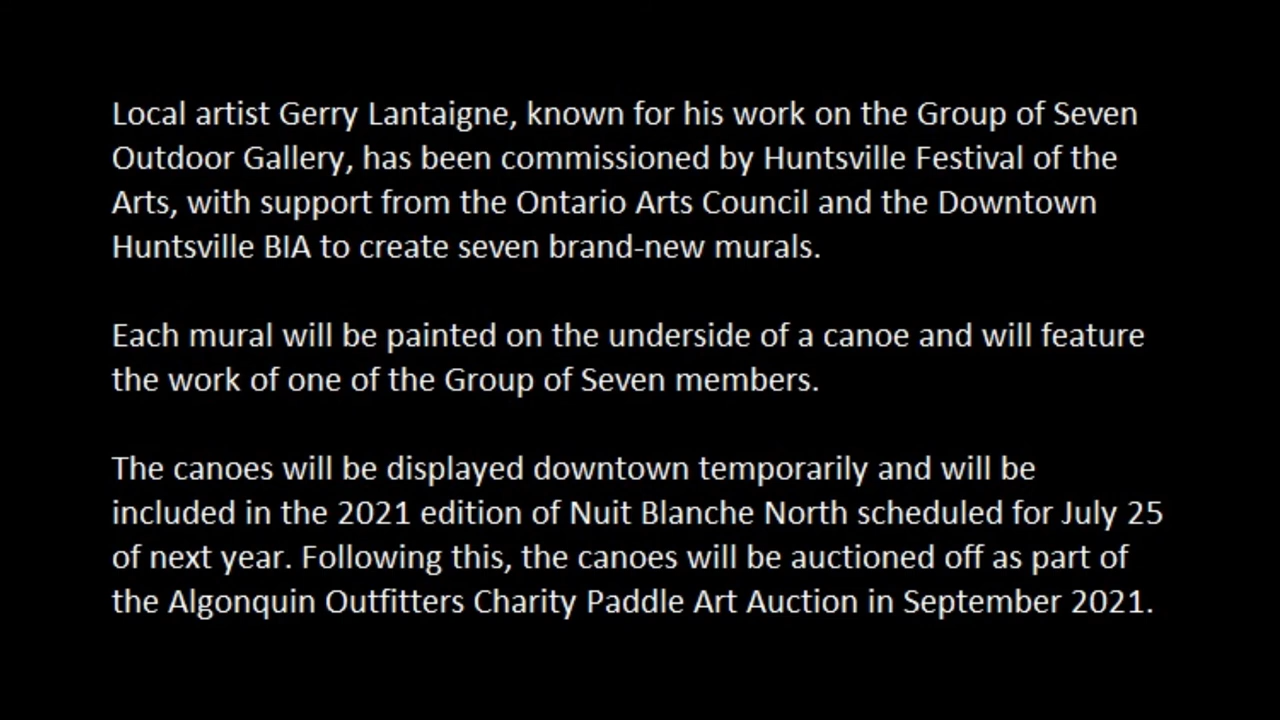 Local artist Gerry Lantaigne, known for his work on the Group of Seven
Outdoor Gallery, has been commissioned by Huntsville Festival of the
Arts, with support from the Ontario Arts Council and the Downtown
Huntsville BIA to create seven brand-new murals.
Each mural will be painted on the underside of a canoe and will feature
the work of one of the Group of Seven members.
The canoes will be displayed downtown temporarily and will be
included in the 2021 edition of Nuit Blanche North scheduled for July 25
of next year. Following this, the canoes will be auctioned off as part of
the Algonquin Outfitters Charity Paddle Art Auction in September 2021.